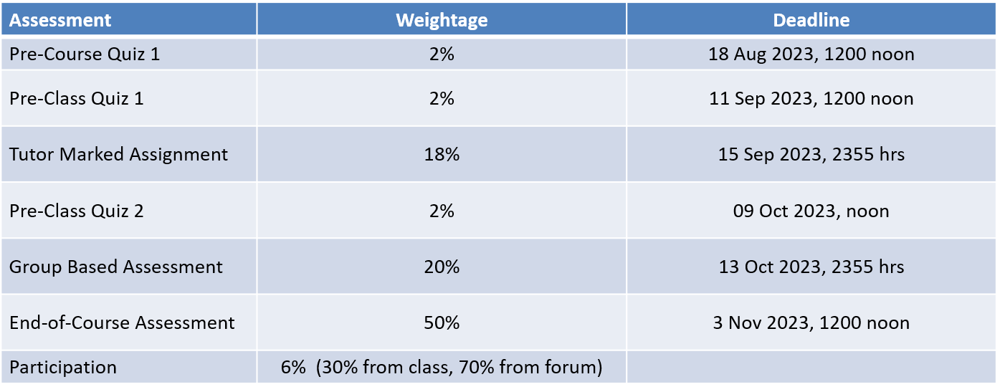 Assessment Weightage Deadline
Pre-Course Quiz 1 2% 18 Aug 2023, 1200 noon
Pre-Class Quiz 1 2% 11 Sep 2023, 1200 noon
Tutor Marked Assignment 18% 15 Sep 2023, 2355 hrs
Pre-Class Quiz 2 2% 09 Oct 2023, noon
Group Based Assessment 20% 13 Oct 2023, 2355 hrs
End-of-Course Assessment 50% 3 Nov 2023, 1200 noon
Participation 6% (30% from class, 70% from forum)